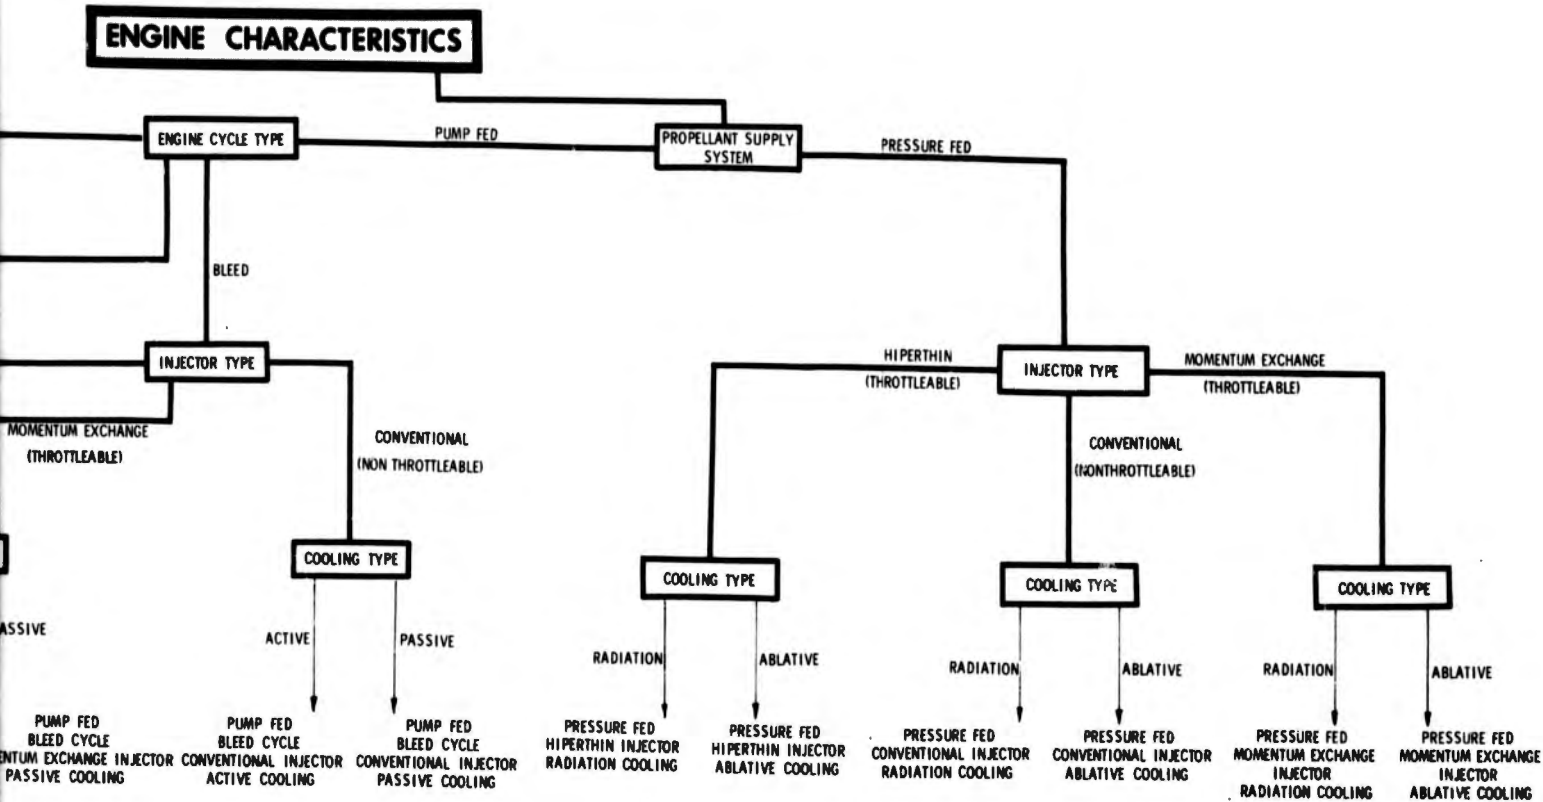 ENGINE CHARACTERISTICS
ENGINE CYCLE TYPE
PUMP FED
PROPELLANT SUPPLY
SYSTEM
PRESSURE FED
BLEED
INJECTOR TYPE
HIPERTHIN
(THROTTLEABLE)
INJECTOR TYPE
MOMENTUM EXCHANGE
(THROTTLEABLE)
MOMENTUM EXCHANGE
(THROTTLEABLE)
CONVENTIONAL
(NON THROTTLEABLE)
CONVENTIONAL
(NONTHROTTLEABLE)
COOLING TYPE
COOLING TYPE
COOLING TYPE
COOLING TYPE
ASSIVE
ACTIVE
PASSIVE
RADIATION
ABLATIVE
RADIATION
ABLATIVE
RADIATION
ABLATIVE
PUMP FED
BLEED CYCLE
ENTUM EXCHANGE INJECTOR
PASSIVE COOLING
PUMP FED
BLEED CYCLE
CONVENTIONAL INJECTOR
ACTIVE COOLING
PUMP FED
BLEED CYCLE
CONVENTIONAL INJECTOR
PASSIVE COOLING
PRESSURE FED
HIPERTHIN INJECTOR
RADIATION COOLING
PRESSURE FED
HIPERTHIN INJECTOR
ABLATIVE COOLING
PRESSURE FED
CONVENTIONAL INJECTOR
RADIATION COOLING
PRESSURE FED
CONVENTIONAL INJECTOR
ABLATIVE COOLING
PRESSURE FED
MOMENTUM EXCHANGE
INJECTOR
RADIATION COOLING
PRESSURE FED
MOMENTUM EXCHANGE
INJECTOR
ABLATIVE COOLING